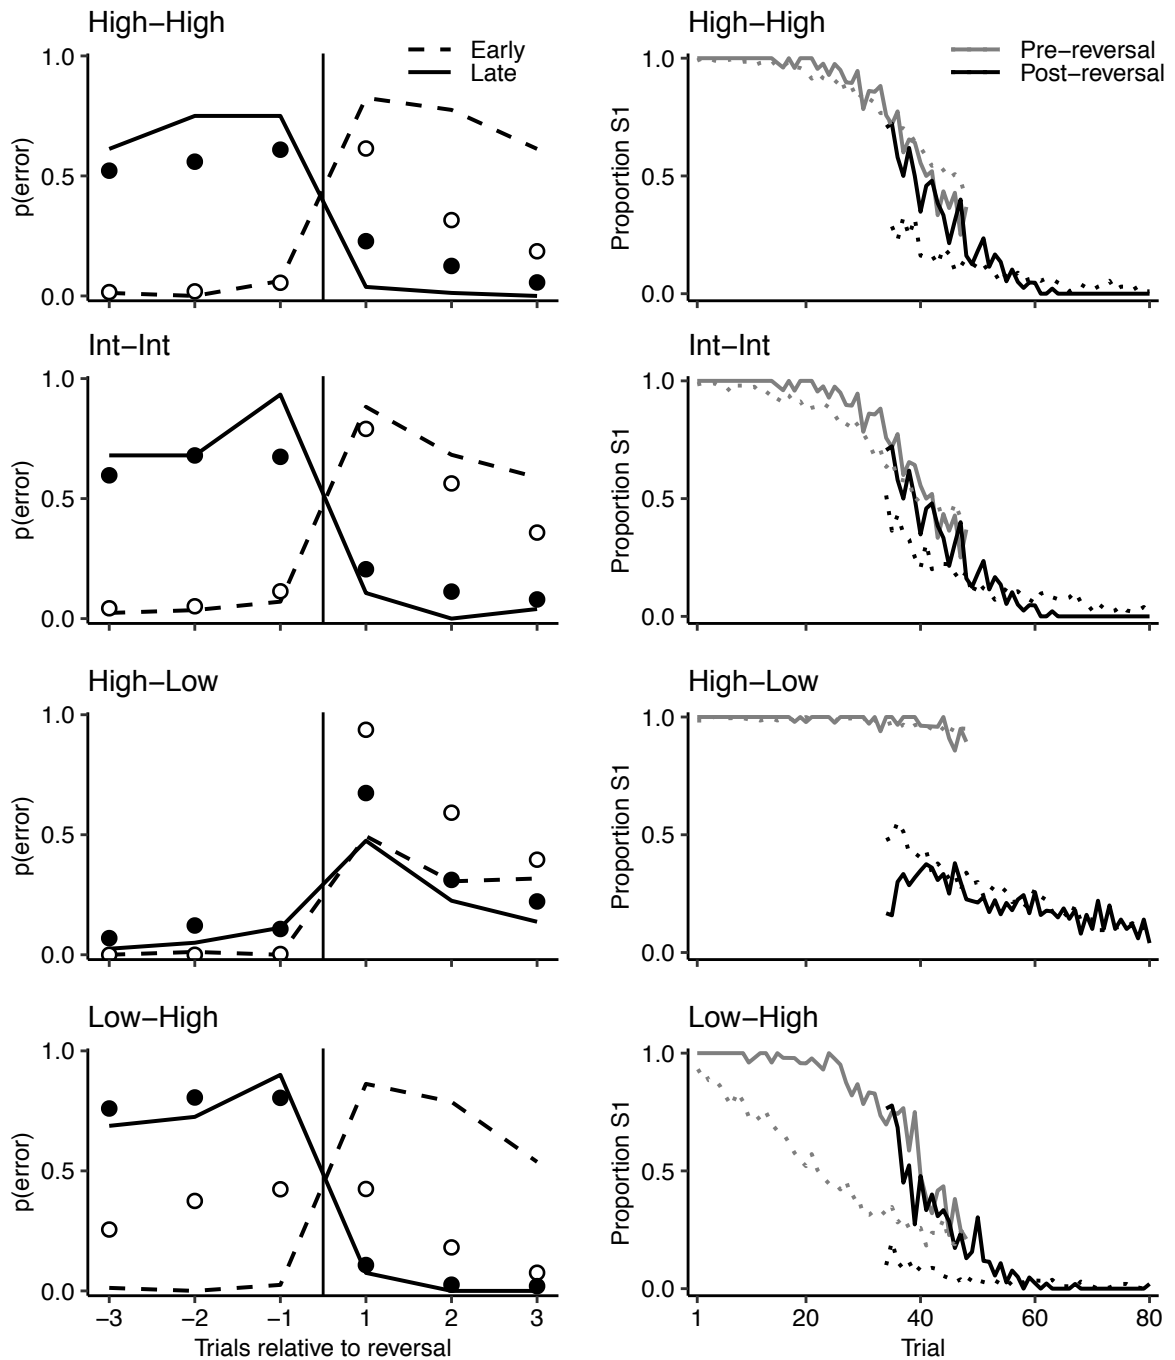 High−High
Early
Late
1.0
0.5
0.0
p(error)
Pre−reversal
Post−reversal
1.0
0.5
0.0
Proportion S1
Int−Int
1.0
0.5
0.0
p(error)
Int−Int
1.0
0.5
0.0
Proportion S1
High−Low
1.0
0.5
0.0
p(error)
High−Low
1.0
0.5
0.0
Proportion S1
Low−High
1.0
0.5
0.0
p(error)
−3 −2 −1 1 2 3
Trials relative to reversal
High−High
Low−High
1.0
0.5
0.0
Proportion S1
1 20 40 60 80
Trial